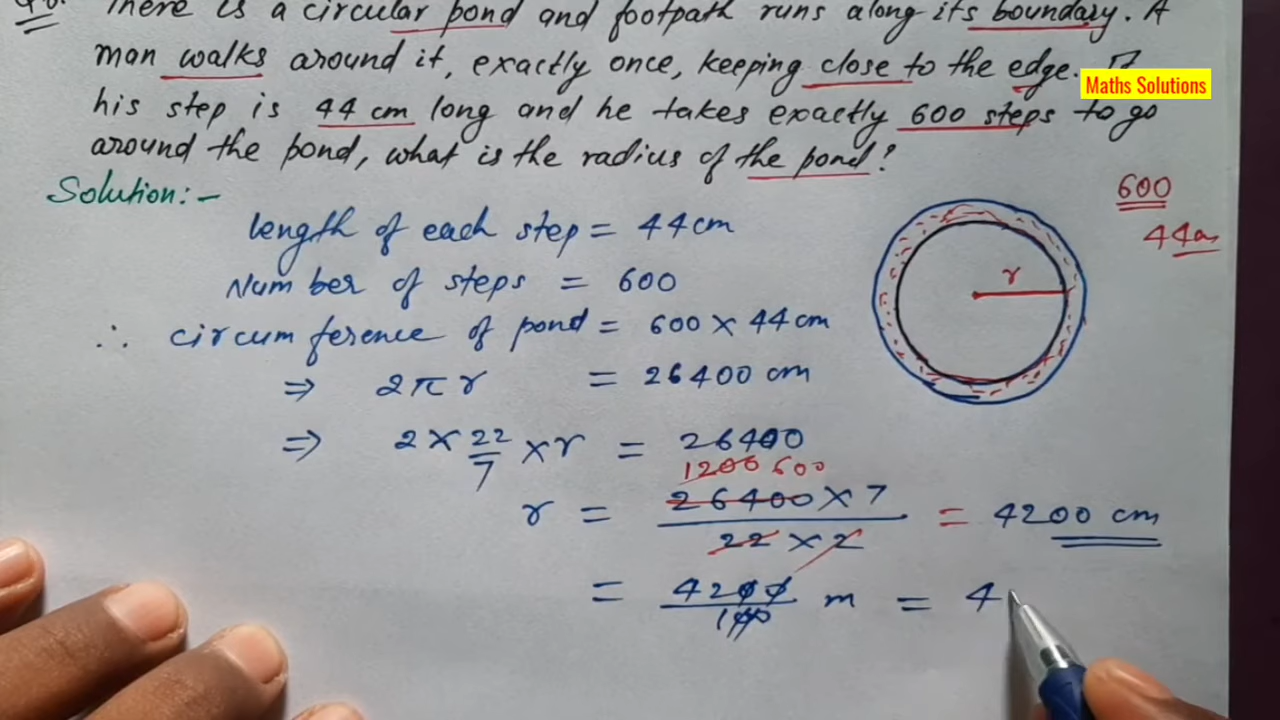 There is a circular pond and footpath runs along its boundary. A
man walks around it, exactly once, keeping close to the edge. If
Maths Solutions
his step is 44 cm long and he takes exactly 600 steps to go
around the pond, what is the radius of the pond?
Solution:-
600
44cm
length of each step = 44cm
r
Number of steps = 600
∴ circumference of pond = 600 × 44 cm
⇒ 2πr = 26400 cm
⇒ 2 × 22/7 × r = 26400
1200 600
r = 26400 × 7 / 22 × 2 = 4200 cm
= 4200/100 m = 4